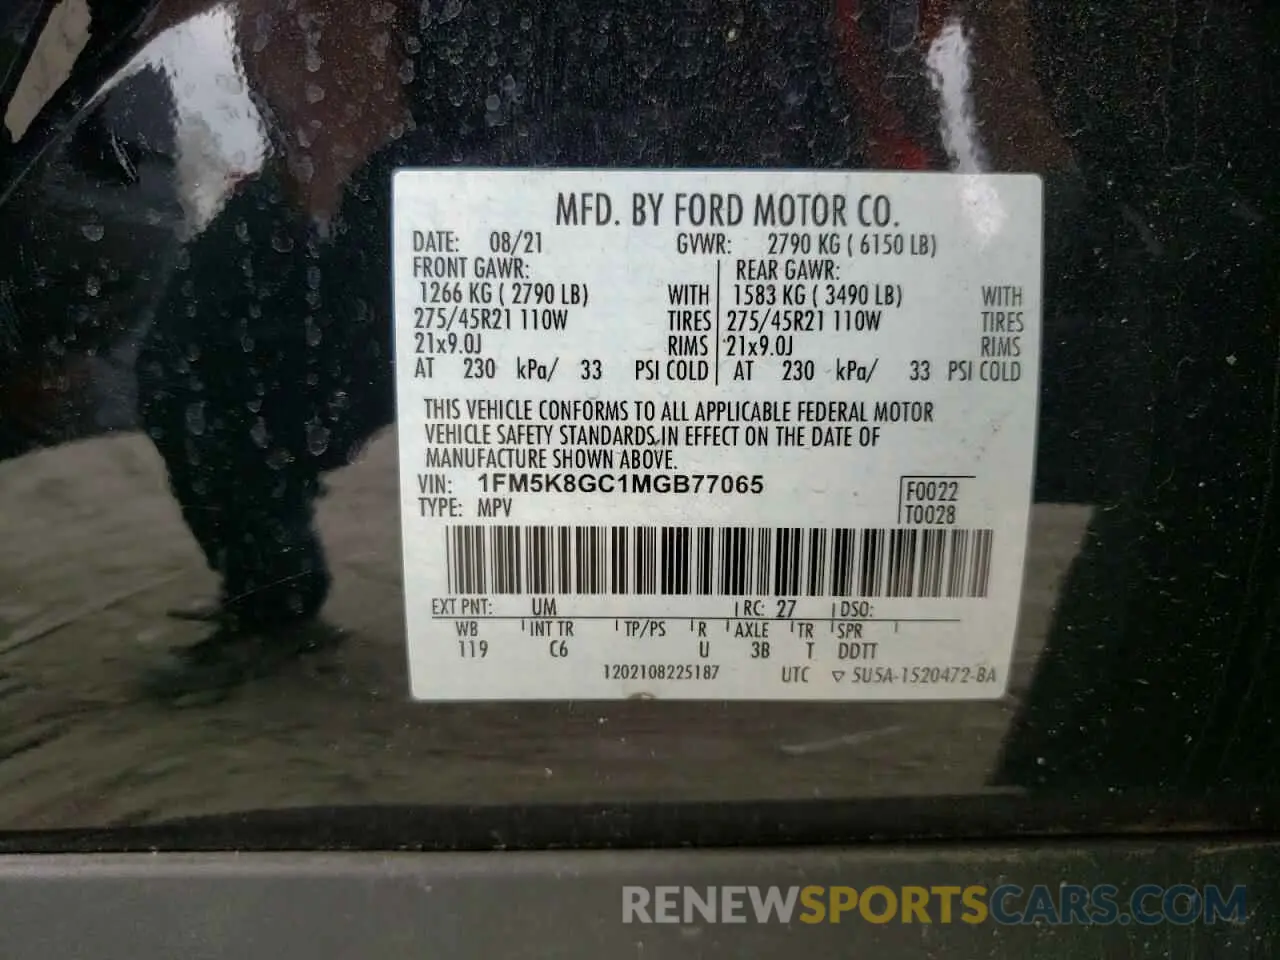 MFD. BY FORD MOTOR CO.
DATE: 08/21 GVWR: 2790 KG ( 6150 LB)
FRONT GAWR: REAR GAWR:
1266 KG ( 2790 LB) WITH 1583 KG ( 3490 LB) WITH
275/45R21 110W TIRES 275/45R21 110W TIRES
21x9.0J RIMS 21x9.0J RIMS
AT 230 kPa/ 33 PSI COLD AT 230 kPa/ 33 PSI COLD
THIS VEHICLE CONFORMS TO ALL APPLICABLE FEDERAL MOTOR
VEHICLE SAFETY STANDARDS IN EFFECT ON THE DATE OF
MANUFACTURE SHOWN ABOVE.
VIN: 1FM5K8GC1MGB77065 F0022
TYPE: MPV T0028
EXT PNT: UM RC: 27 DSO:
WB INT TR TP/PS R AXLE TR SPR
119 C6 U 3B T DDTT
1202108225187 UTC ▽ SU5A-1520472-BA
RENEWSPORTSCARS.COM